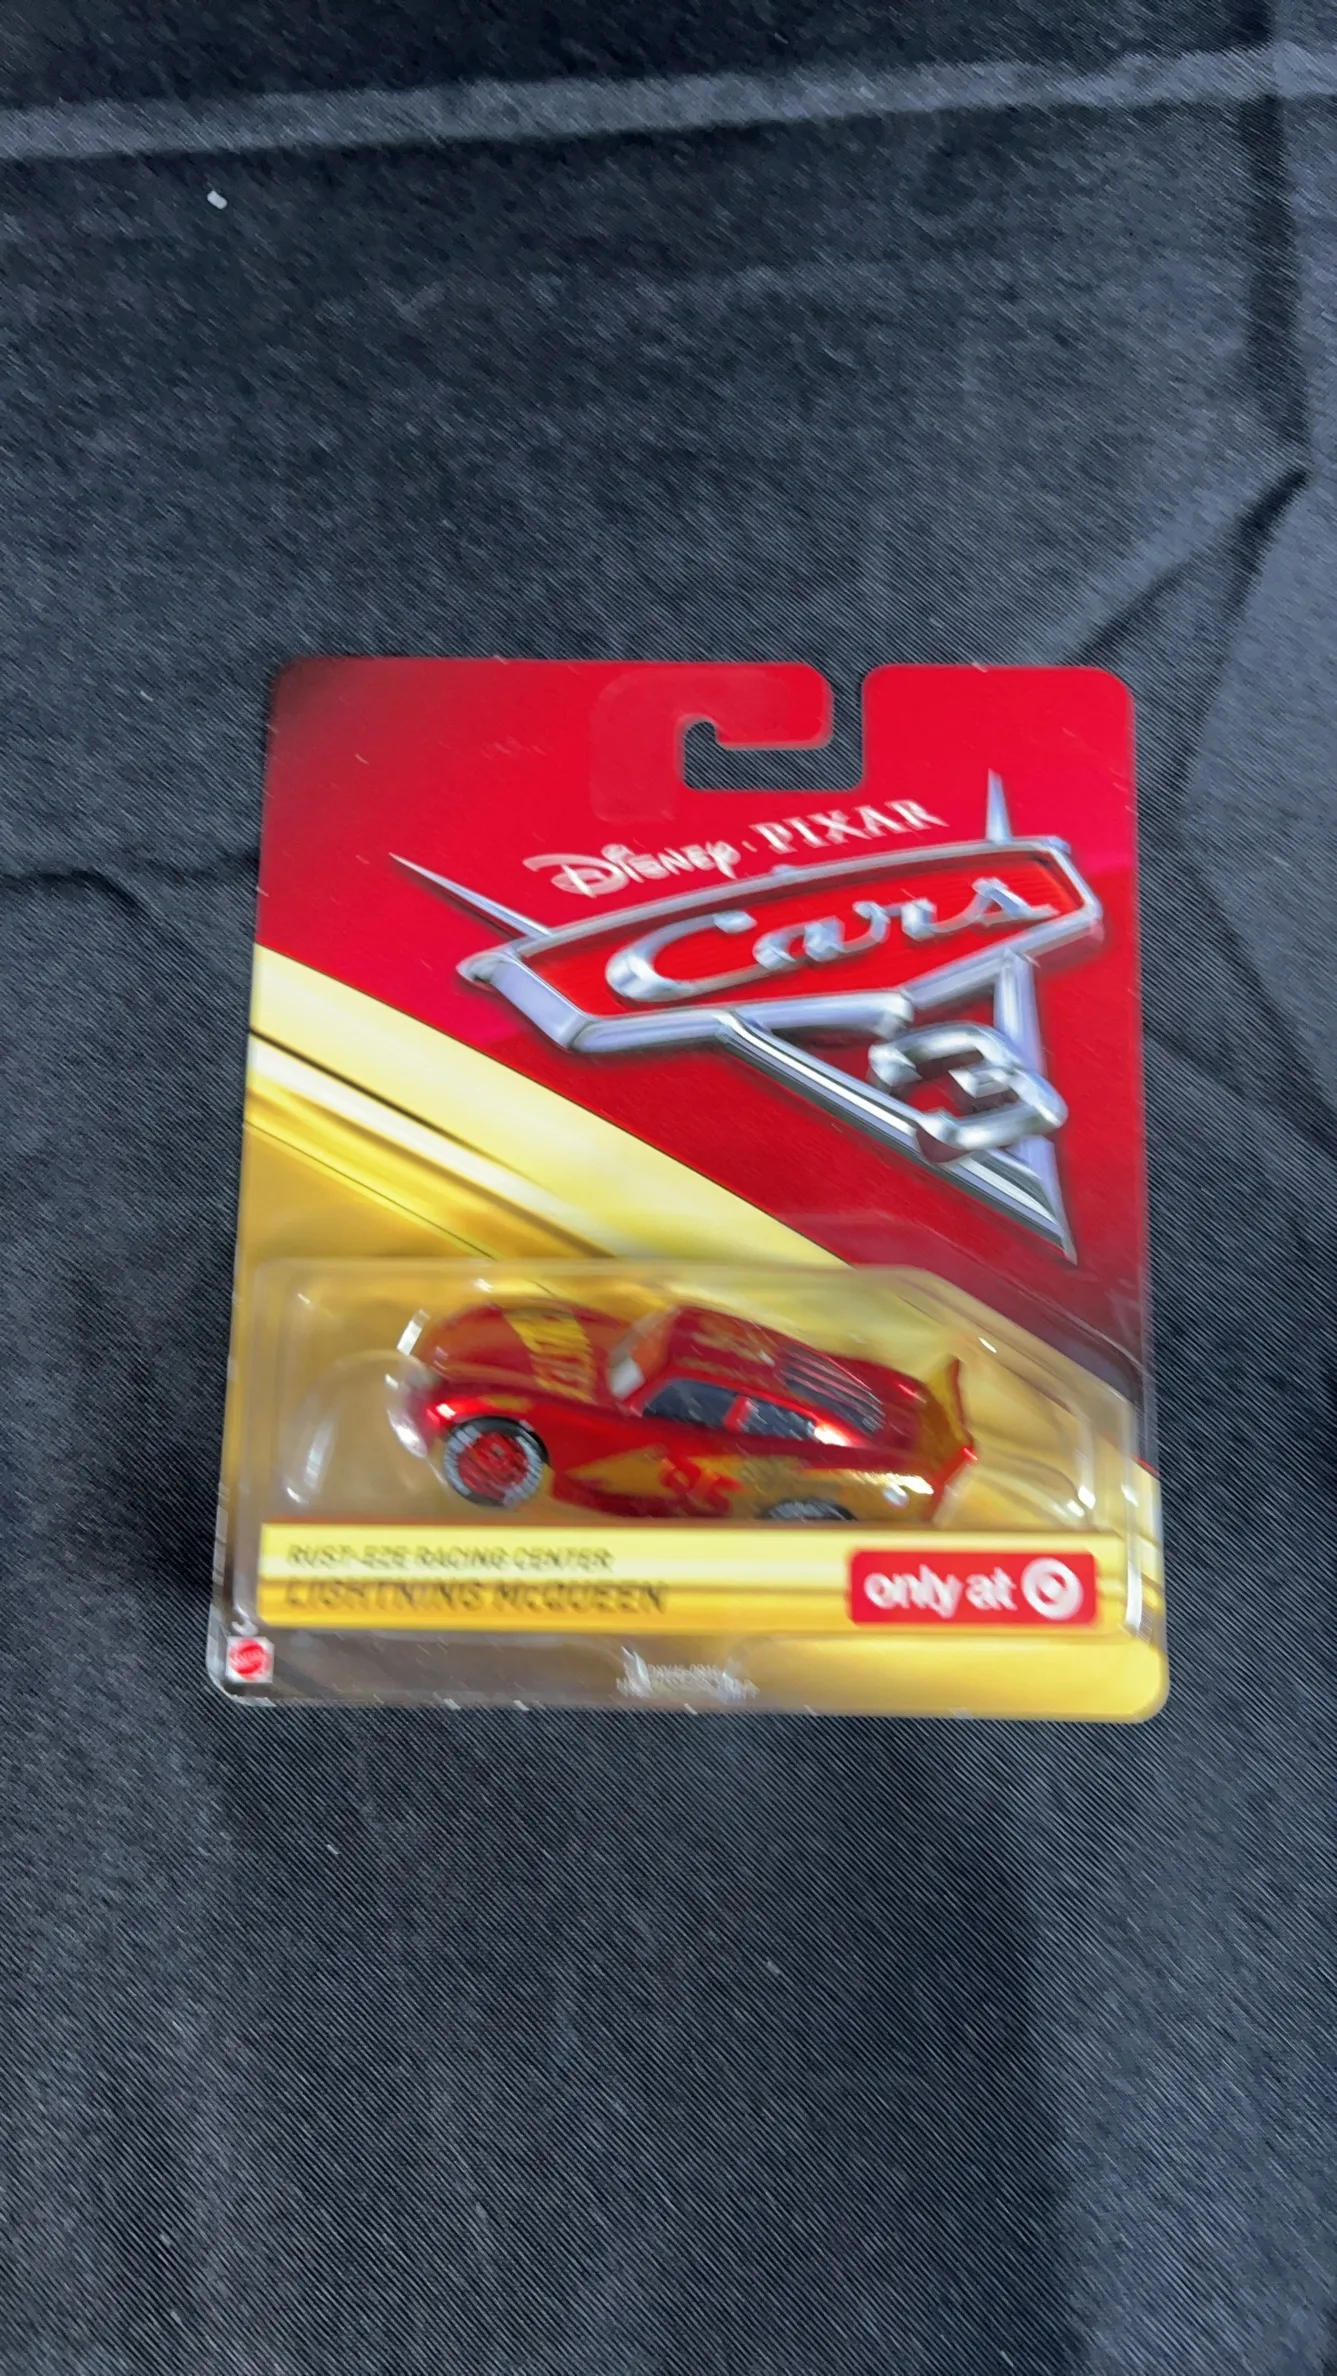 Disney · PIXAR
Cars
3
RUST-EZE RACING CENTER
LIGHTNING McQUEEN
only at